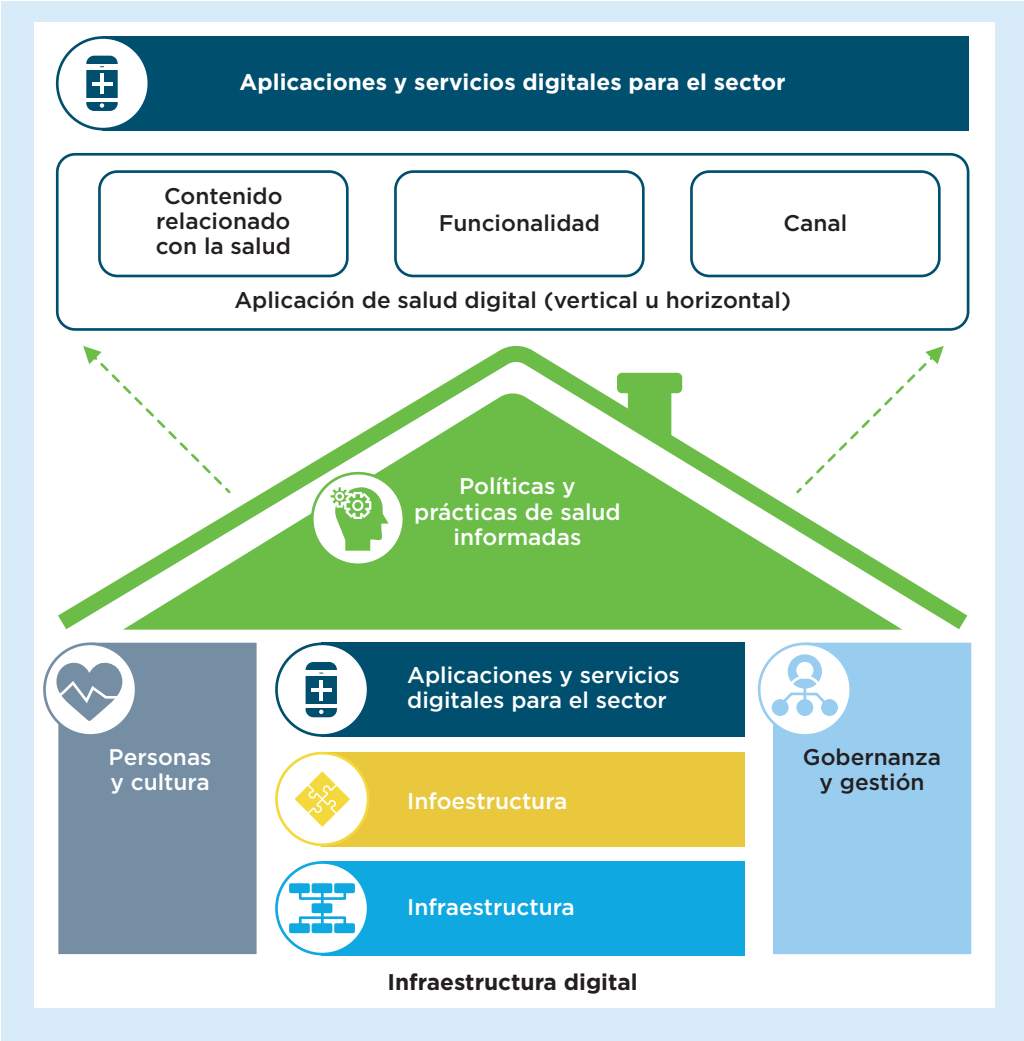 Aplicaciones y servicios digitales para el sector
Contenido
relacionado
con la salud
Funcionalidad
Canal
Aplicación de salud digital (vertical u horizontal)
Políticas y
prácticas de salud
informadas
Personas
y cultura
Aplicaciones y servicios
digitales para el sector
Infoestructura
Infraestructura
Gobernanza
y gestión
Infraestructura digital